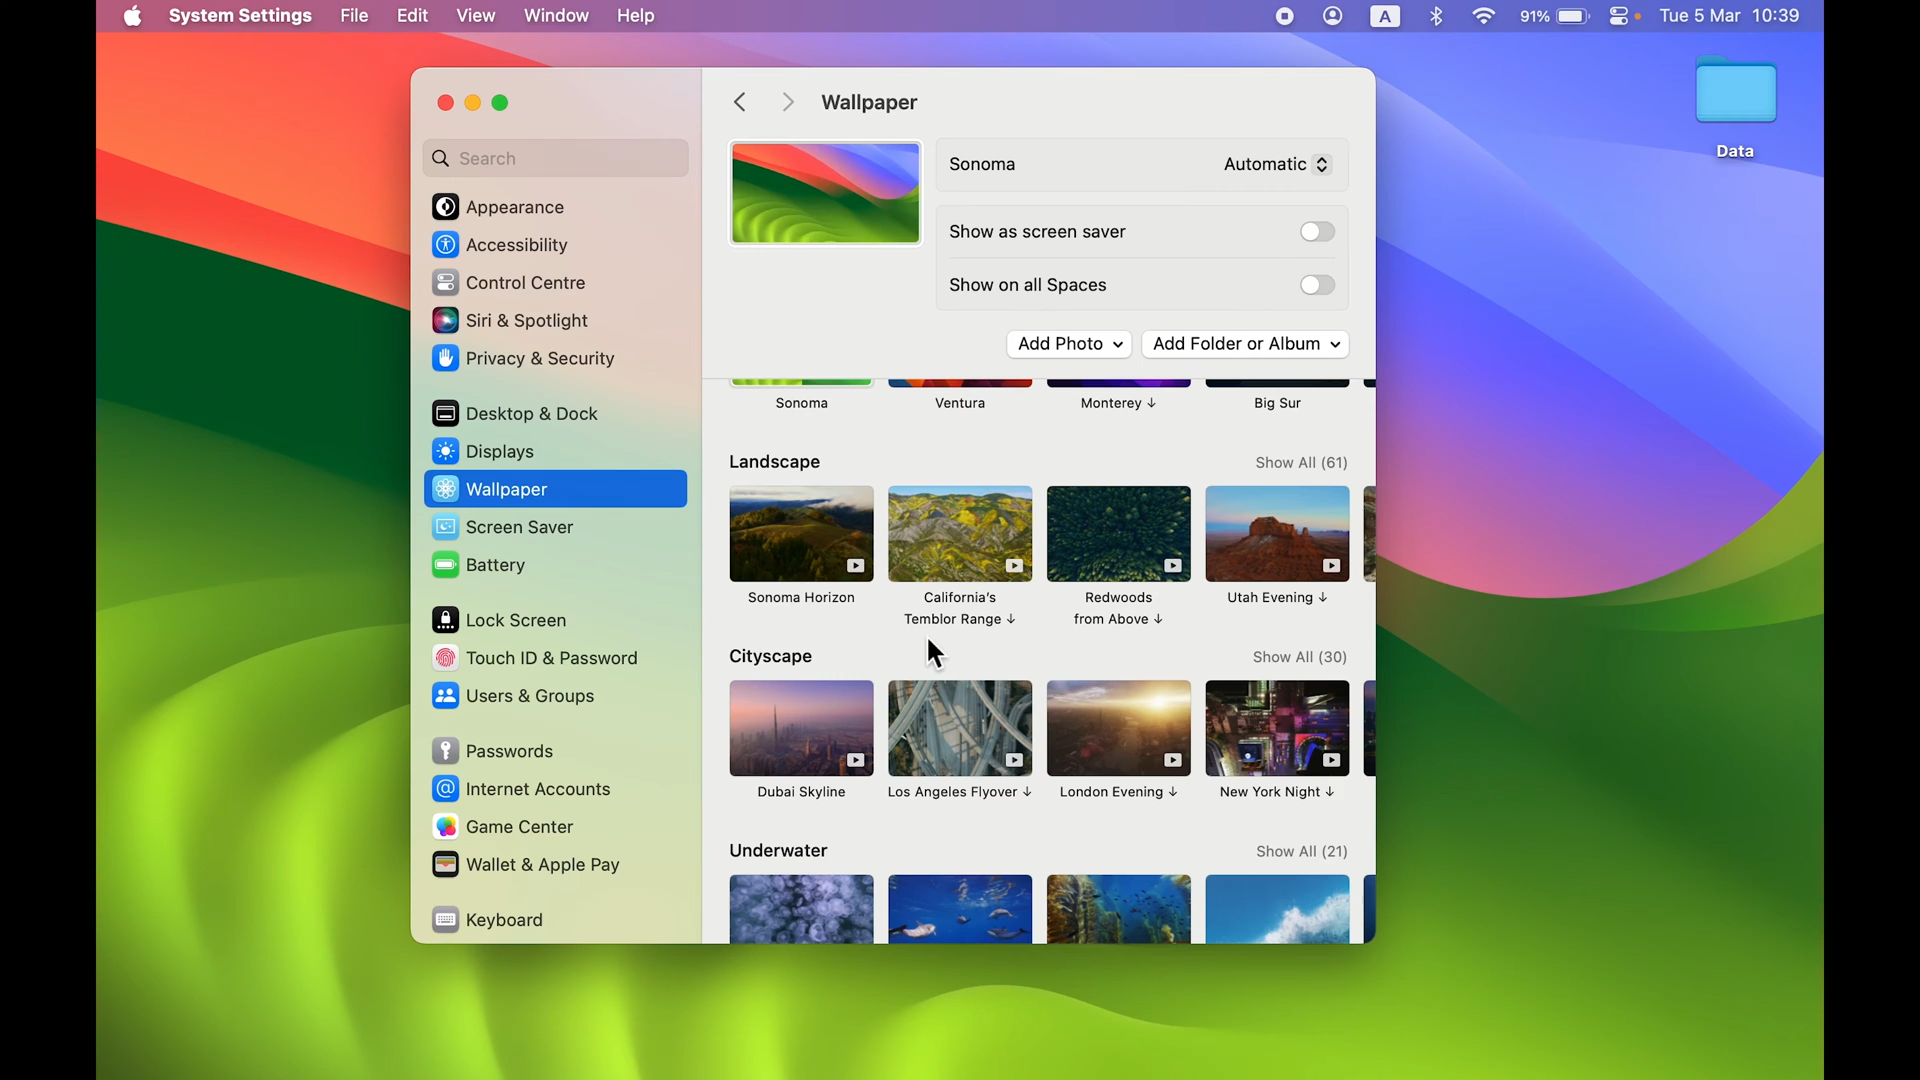 System Settings File Edit View Window Help A 91% Tue 5 Mar 10:39
Data
Search
Appearance
Accessibility
Control Centre
Siri & Spotlight
Privacy & Security
Desktop & Dock
Displays
Wallpaper
Screen Saver
Battery
Lock Screen
Touch ID & Password
Users & Groups
Passwords
Internet Accounts
Game Center
Wallet & Apple Pay
Keyboard
Wallpaper
Sonoma Automatic
Show as screen saver
Show on all Spaces
Add Photo Add Folder or Album
Sonoma Ventura Monterey ↓ Big Sur
Landscape Show All (61)
Sonoma Horizon
California's
Temblor Range ↓
Redwoods
from Above ↓
Utah Evening ↓
Cityscape Show All (30)
Dubai Skyline Los Angeles Flyover ↓ London Evening ↓ New York Night ↓
Underwater Show All (21)